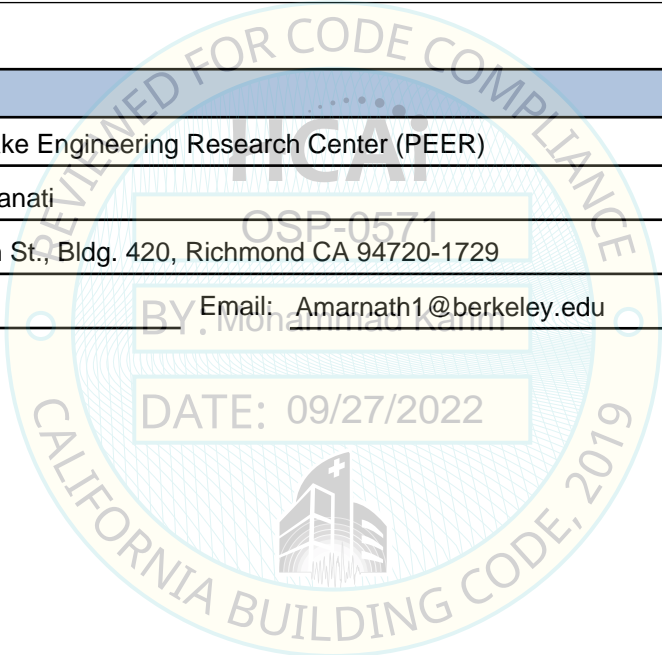 REVIEWED FOR CODE COMPLIANCE
HCAi
ke Engineering Research Center (PEER)
anati
OSP-0571
St., Bldg. 420, Richmond CA 94720-1729
BY: Mohammad Karim
Email: Amarnath1@berkeley.edu
DATE: 09/27/2022
CALIFORNIA BUILDING CODE, 2019